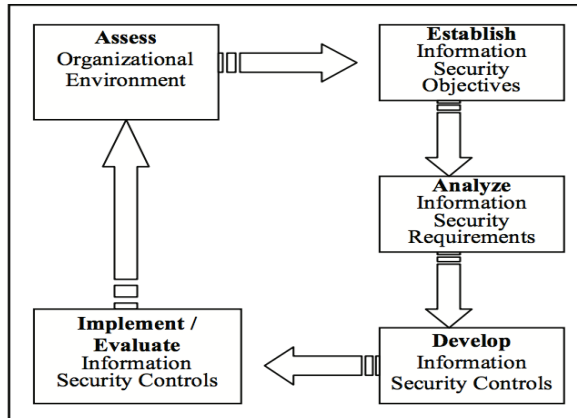 Assess
Organizational
Environment
Establish
Information
Security
Objectives
Analyze
Information
Security
Requirements
Develop
Information
Security Controls
Implement /
Evaluate
Information
Security Controls